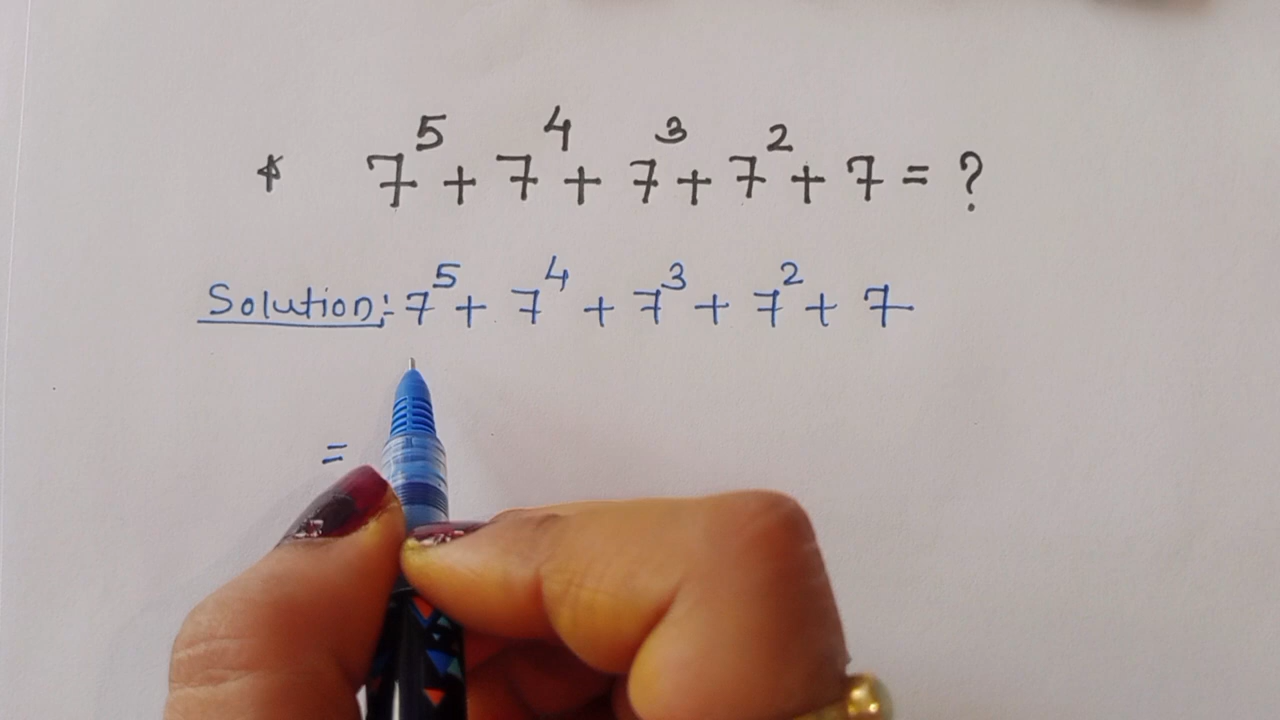 * 7⁵ + 7⁴ + 7³ + 7² + 7 = ?
Solution:- 7⁵ + 7⁴ + 7³ + 7² + 7
=